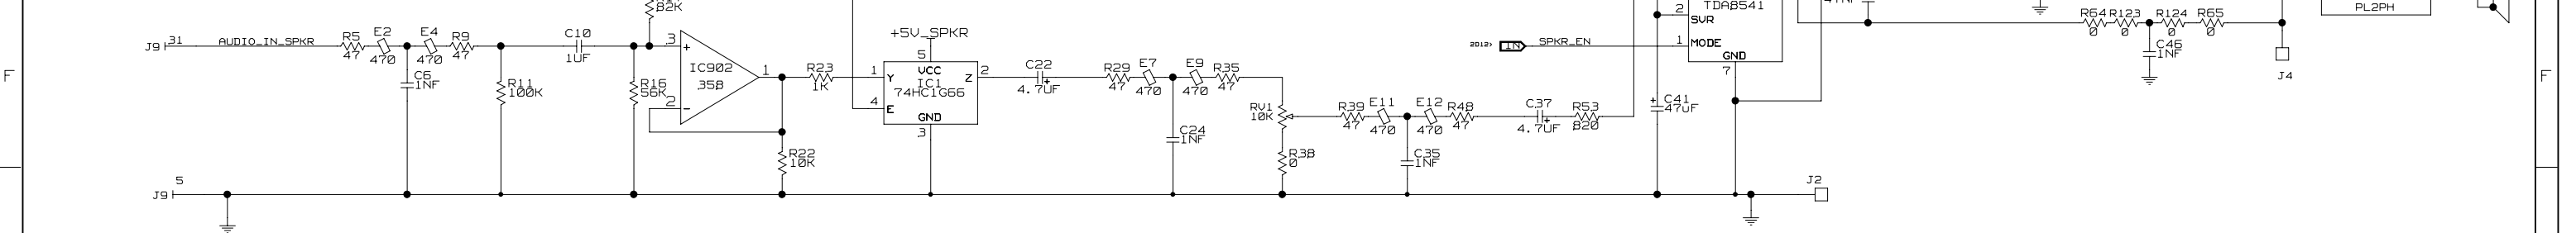 82K
TDA8541
PL2PH
2
SVR
R64 R123 R124 R65
0 0 0 0
C46
1NF
J4
F
F
J9 31
AUDIO_IN_SPKR
R5
47
E2
470
E4
470
R9
47
C6
1NF
R11
100K
C10
1UF
R16
56K
3
+
2
-
IC902
358
1
R22
10K
R23
1K
+5V_SPKR
5
VCC
1
Y
IC1
74HC1G66
4
E
GND
3
Z
2
C22
4.7UF
+
R29
47
E7
470
E9
470
R35
47
C24
1NF
RV1
10K
R38
0
R39
47
E11
470
E12
470
R48
47
C35
1NF
C37
4.7UF
+
R53
820
2D12>
IN
SPKR_EN
1
MODE
GND
7
+
C41
47uF
J9 5
J2